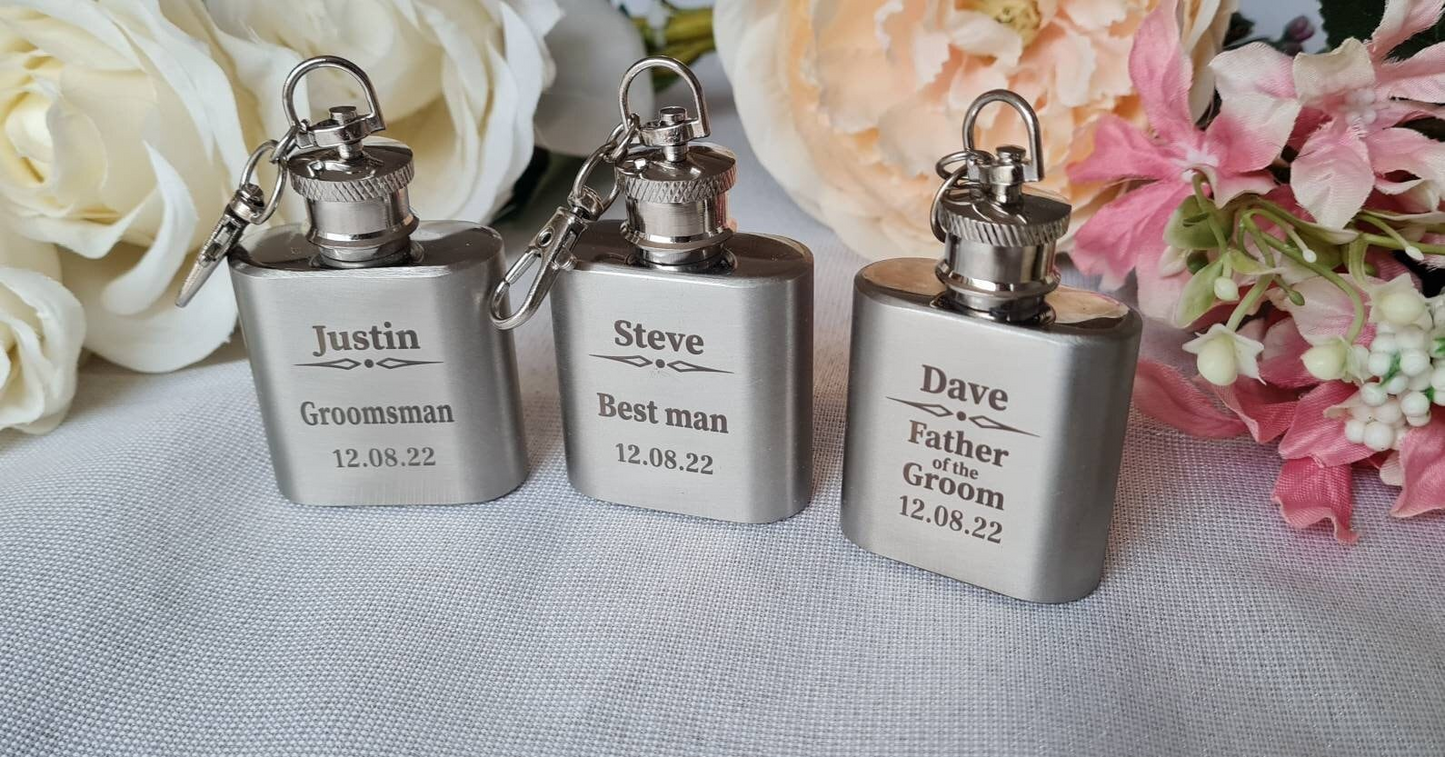 Justin
Groomsman
12.08.22
Steve
Best man
12.08.22
Dave
Father
of the
Groom
12.08.22